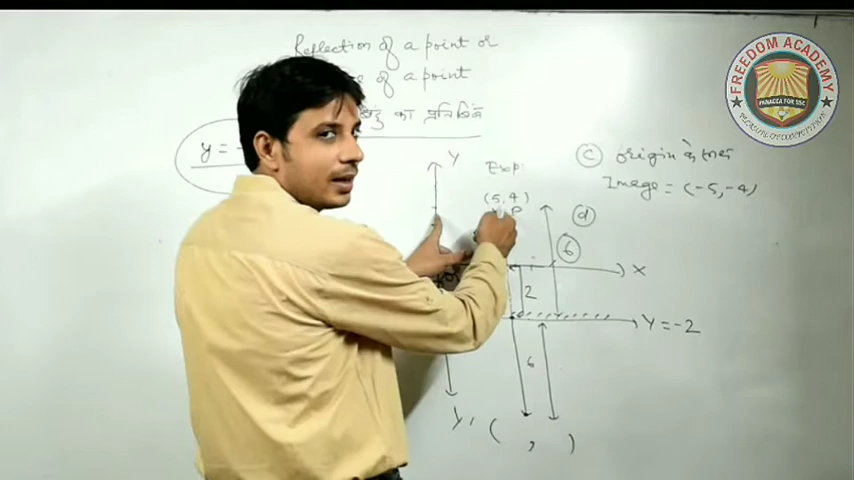 Reflection of a point or
of a point
का प्रतिबिंब
y =
Y
(5, 4)
P
ⓒ origin के
Image = (-5, -4)
ⓓ
6
X
2
Y = -2
6
Y'
( , )
FREEDOM ACADEMY
PANACEA FOR SSC